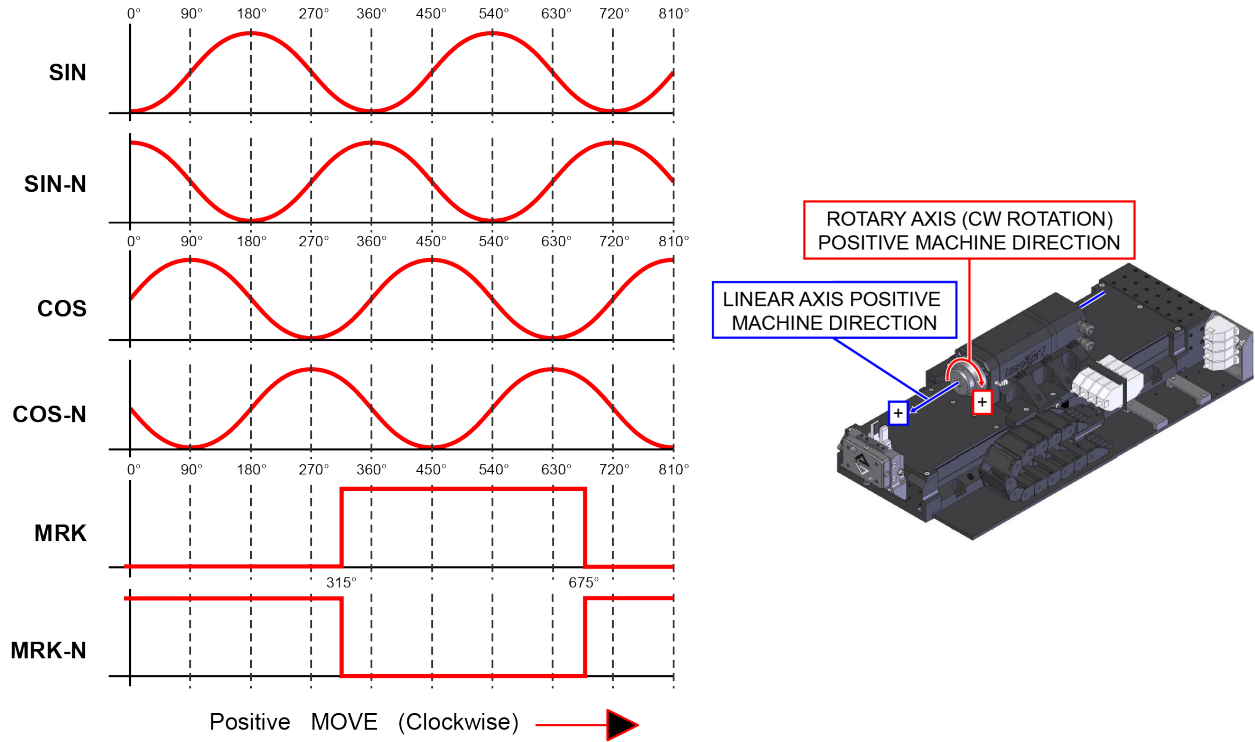 0° 90° 180° 270° 360° 450° 540° 630° 720° 810°
SIN
SIN-N
0° 90° 180° 270° 360° 450° 540° 630° 720° 810°
COS
COS-N
0° 90° 180° 270° 360° 450° 540° 630° 720° 810°
MRK
315° 675°
MRK-N
Positive MOVE (Clockwise)
ROTARY AXIS (CW ROTATION)
POSITIVE MACHINE DIRECTION
LINEAR AXIS POSITIVE
MACHINE DIRECTION
+
+